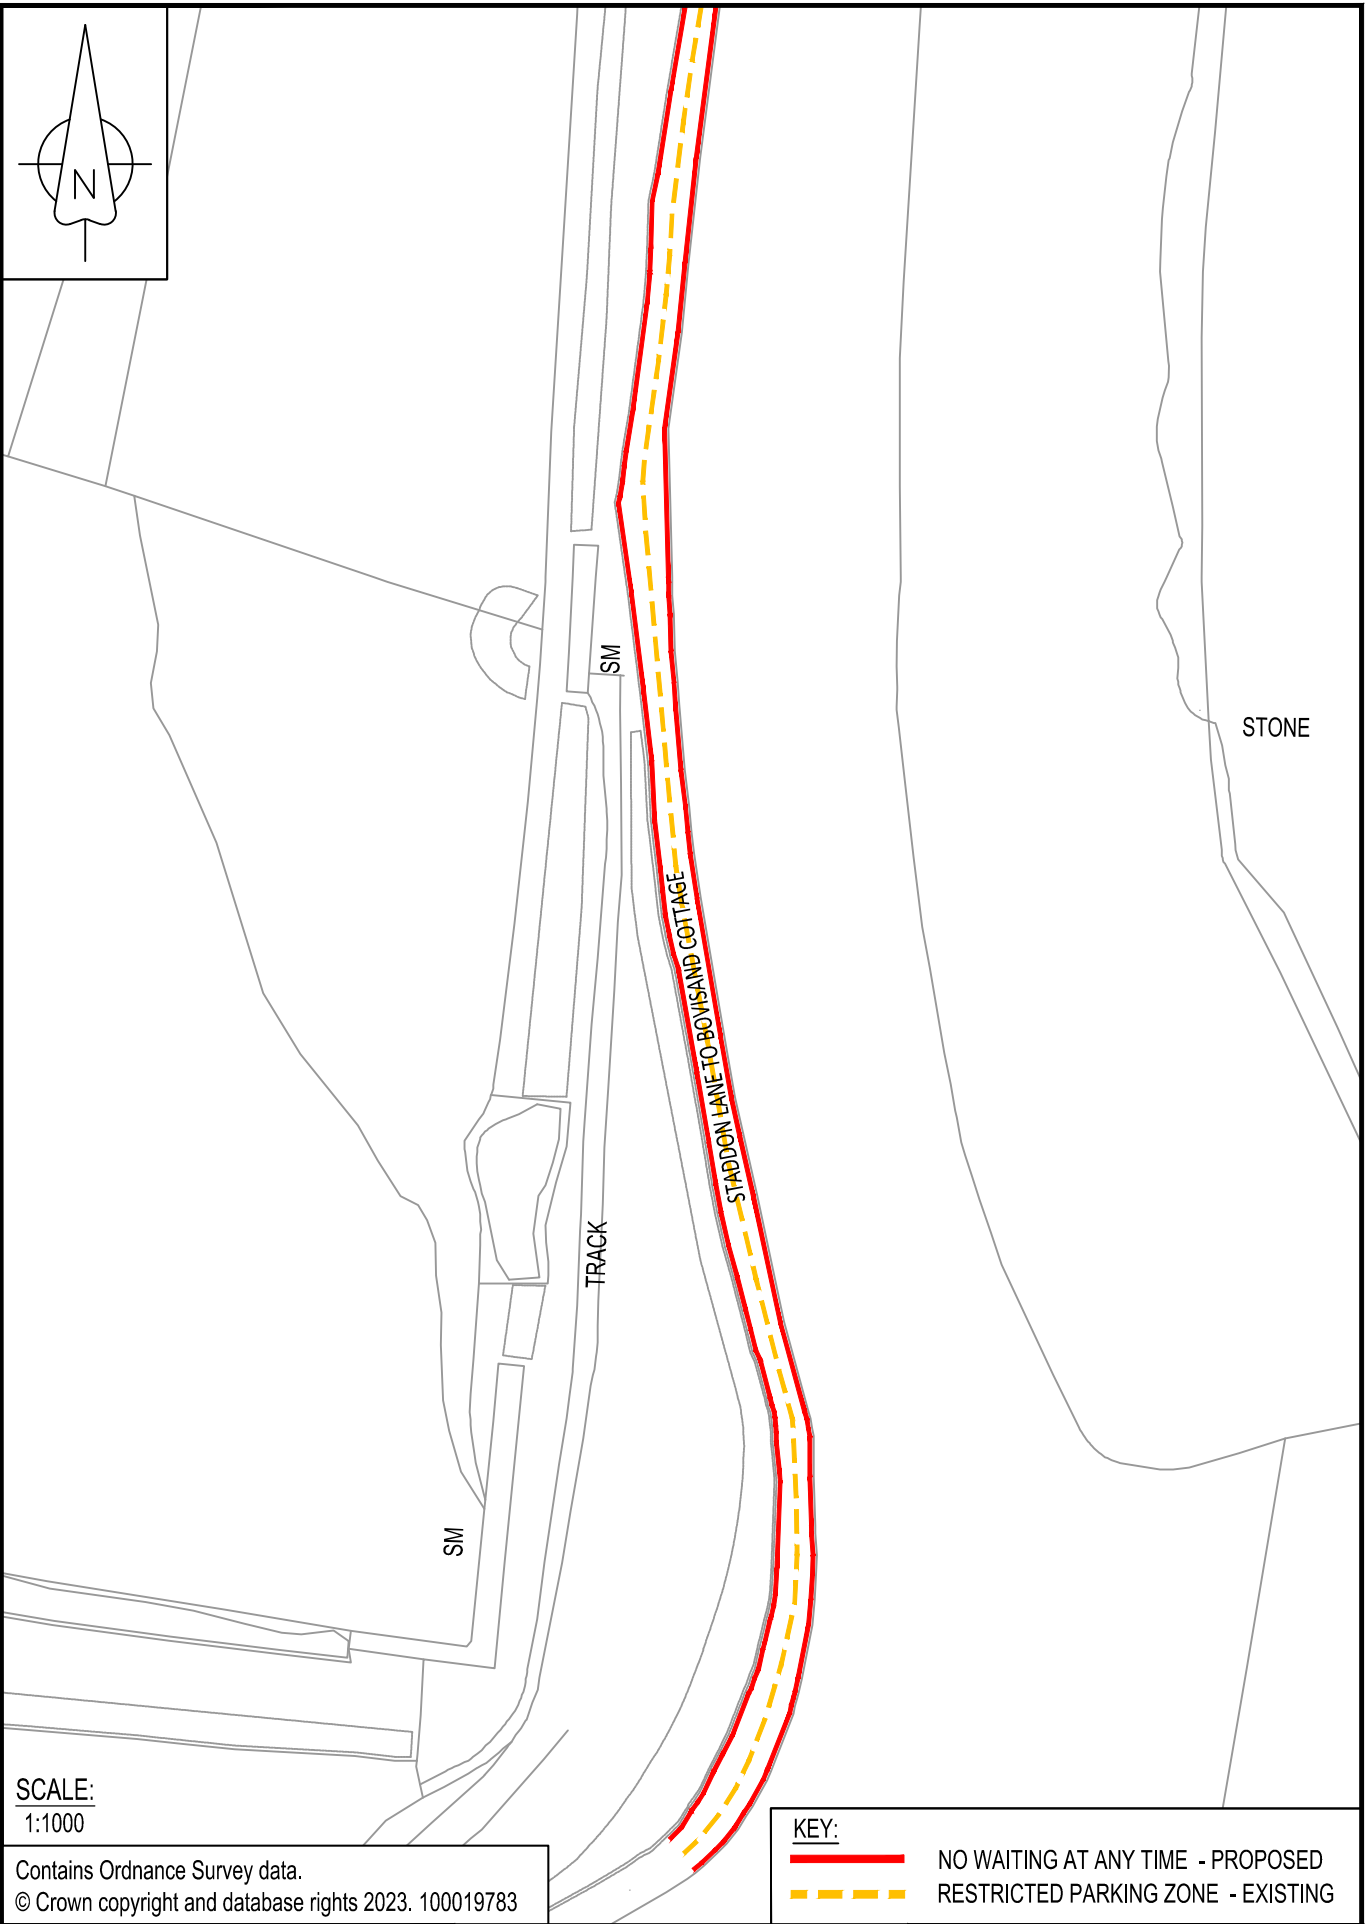 N
SM
STONE
STADDON LANE TO BOVISAND COTTAGE
TRACK
SM
SCALE:
1:1000
Contains Ordnance Survey data.
© Crown copyright and database rights 2023. 100019783
KEY:
NO WAITING AT ANY TIME - PROPOSED
RESTRICTED PARKING ZONE - EXISTING